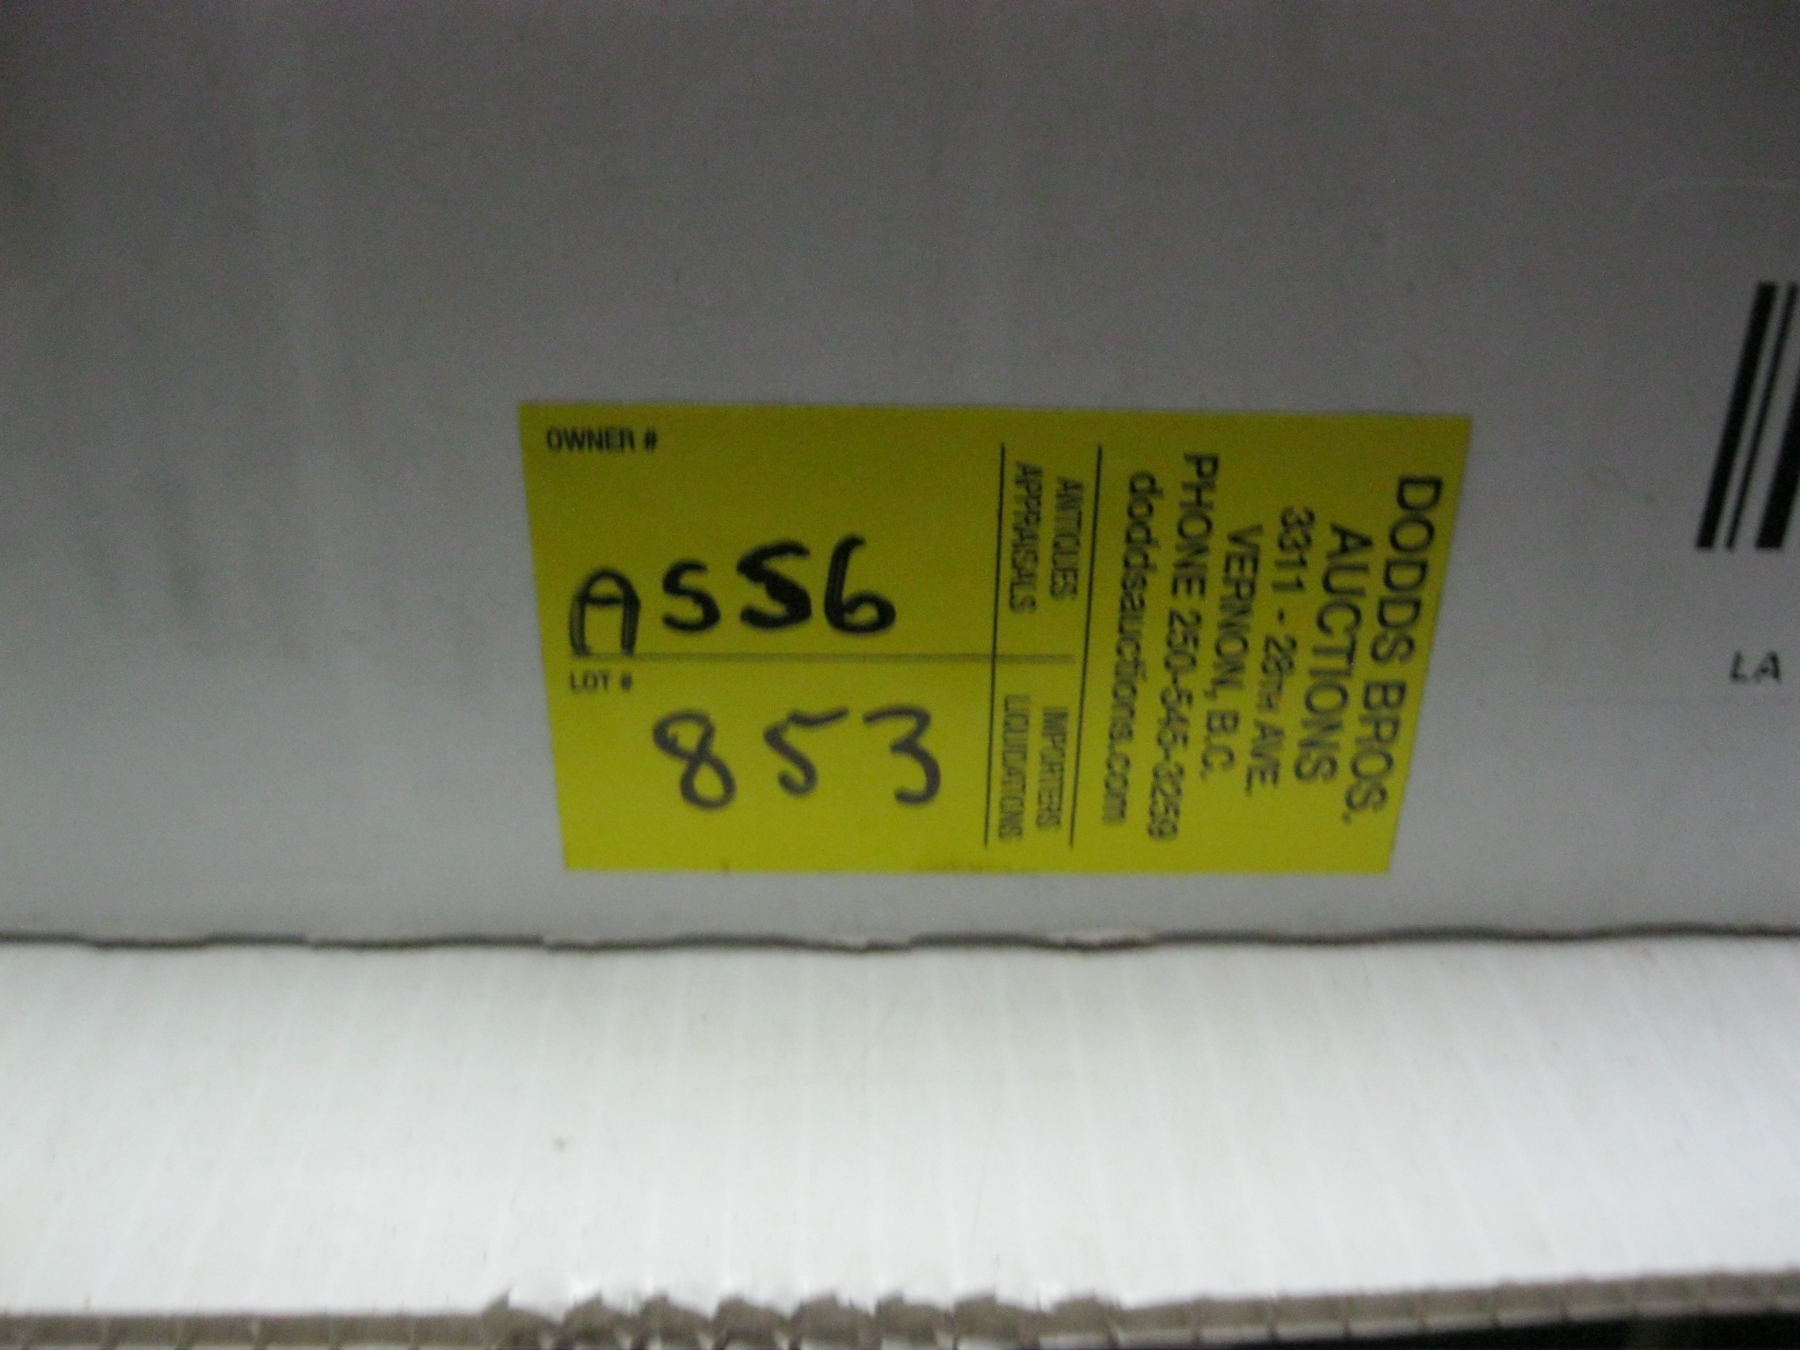 OWNER #
A556
LOT #
853
DODDS BROS.
AUCTIONS
3311 - 28TH AVE.
VERNON, B.C.
PHONE 250-545-3259
doddsauctions.com
ANTIQUES IMPORTERS
APPRAISALS LIQUIDATIONS
LA